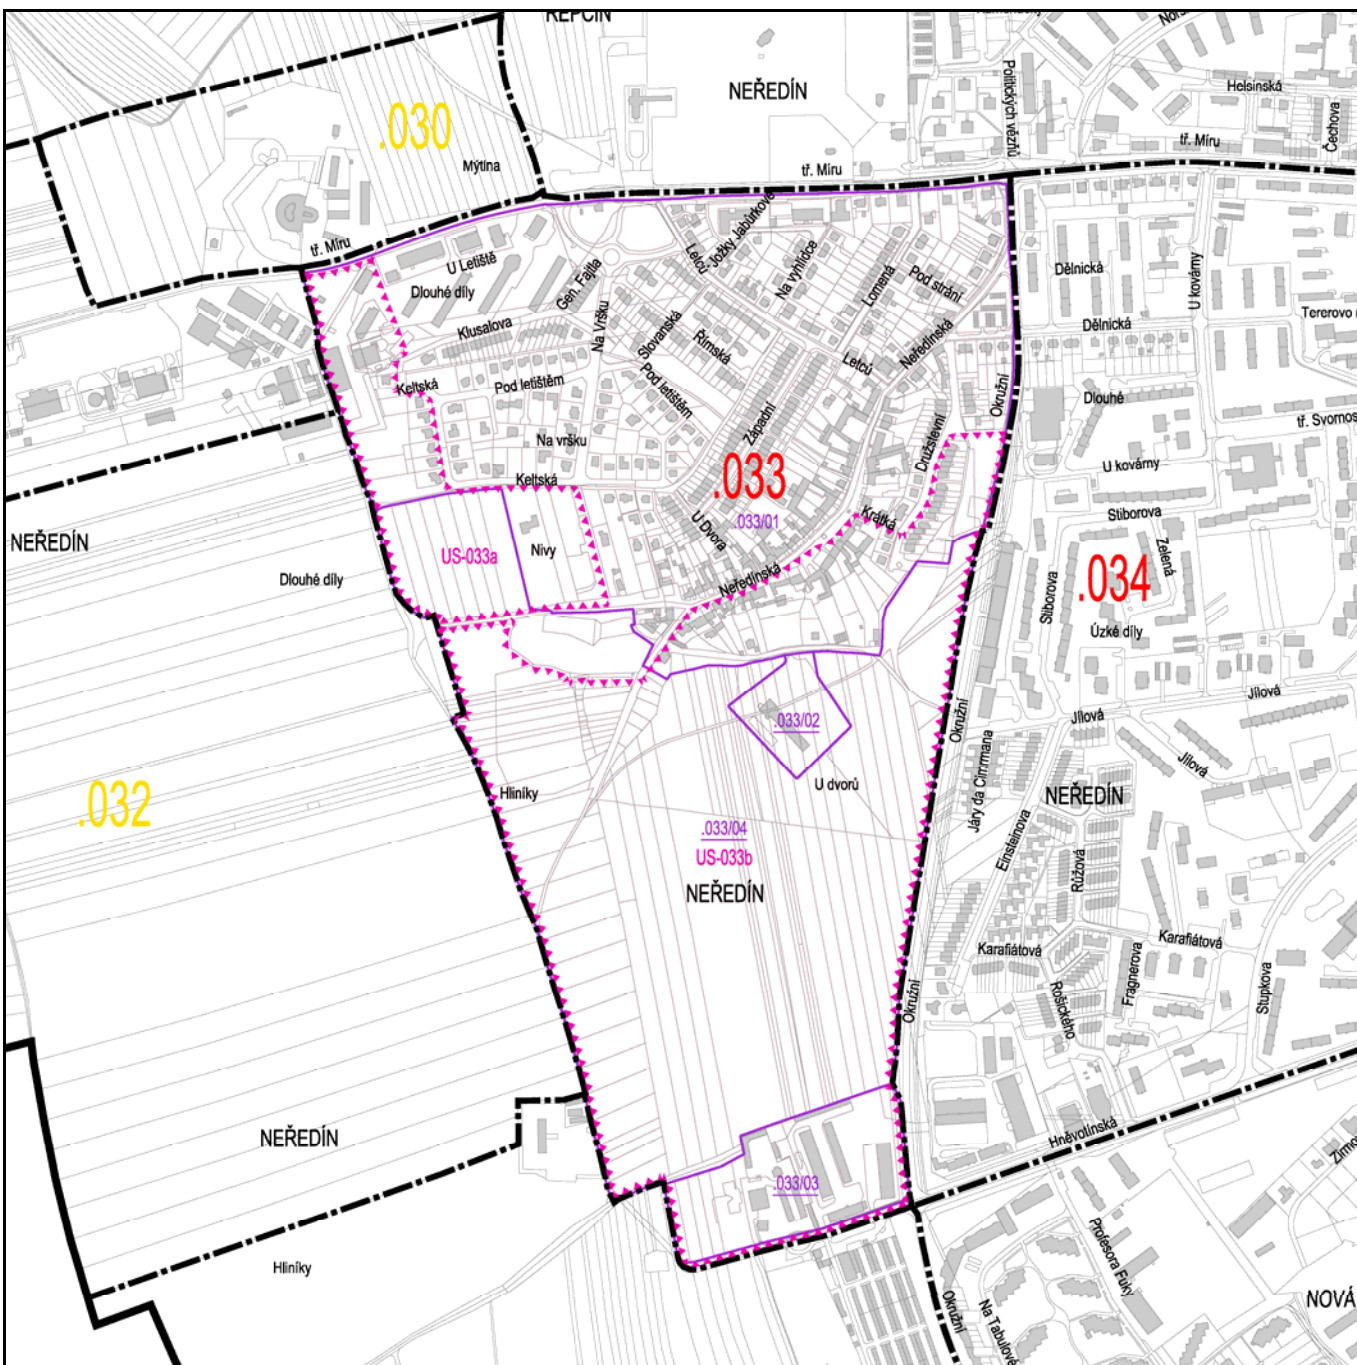 ŘEPČÍN
Norská
NEŘEDÍN
Politických vězňů
Helsinská
Čechova
.030
Mýtina
tř. Míru
tř. Míru
tř. Míru
U Letiště
Dlouhé díly
Gen. Fajtla
Letců
Jožky Jabůrkové
Na vyhlídce
Lomená
Pod strání
Dělnická
U kovárny
Dělnická
Tererovo
Klusalova
Na Vršku
Slovanská
Římská
Letců
Neředínská
Keltská
Pod letištěm
Pod letištěm
Západní
Okružní
Dlouhé
tř. Svornos
Na vršku
Družstevní
U kovárny
Keltská
.033
.033/01
Krátká
Stiborova
U Dvora
NEŘEDÍN
US-033a
Nivy
Zelená
.034
Stiborova
Dlouhé díly
Neředínská
Úzké díly
Jílová
Okružní
Jílová
.033/02
Jílová
U dvorů
Járy da Cimrmana
Hliníky
.032
NEŘEDÍN
.033/04
US-033b
NEŘEDÍN
Einsteinova
Růžová
Karafiátová
Karafiátová
Fragnerova
Rošického
Stupkova
Okružní
NEŘEDÍN
Hněvotínská
.033/03
Hliníky
Profesora Fuky
Okružní
Na Tabulové
NOVÁ